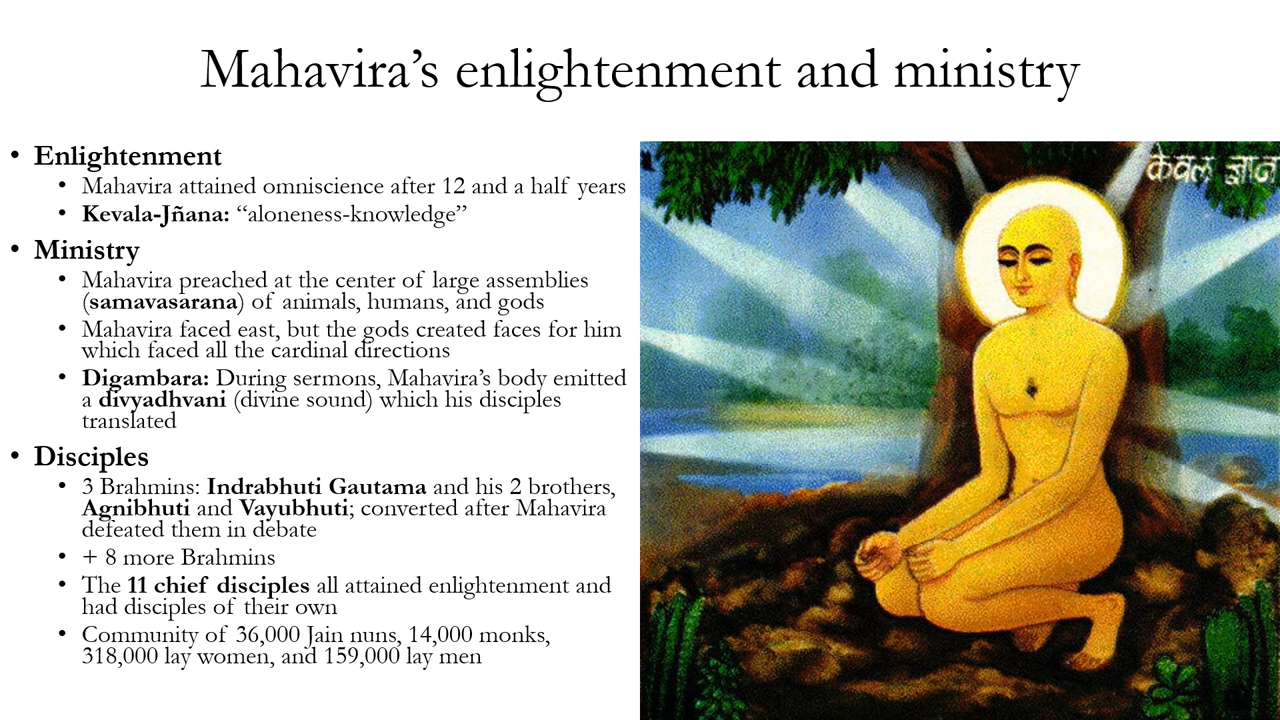 Mahavira’s enlightenment and ministry
• Enlightenment
• Mahavira attained omniscience after 12 and a half years
• Kevala-Jñana: “aloneness-knowledge”
• Ministry
• Mahavira preached at the center of large assemblies
(samavasarana) of animals, humans, and gods
• Mahavira faced east, but the gods created faces for him
which faced all the cardinal directions
• Digambara: During sermons, Mahavira’s body emitted
a divyadhvani (divine sound) which his disciples
translated
• Disciples
• 3 Brahmins: Indrabhuti Gautama and his 2 brothers,
Agnibhuti and Vayubhuti; converted after Mahavira
defeated them in debate
• + 8 more Brahmins
• The 11 chief disciples all attained enlightenment and
had disciples of their own
• Community of 36,000 Jain nuns, 14,000 monks,
318,000 lay women, and 159,000 lay men
केवल ज्ञान